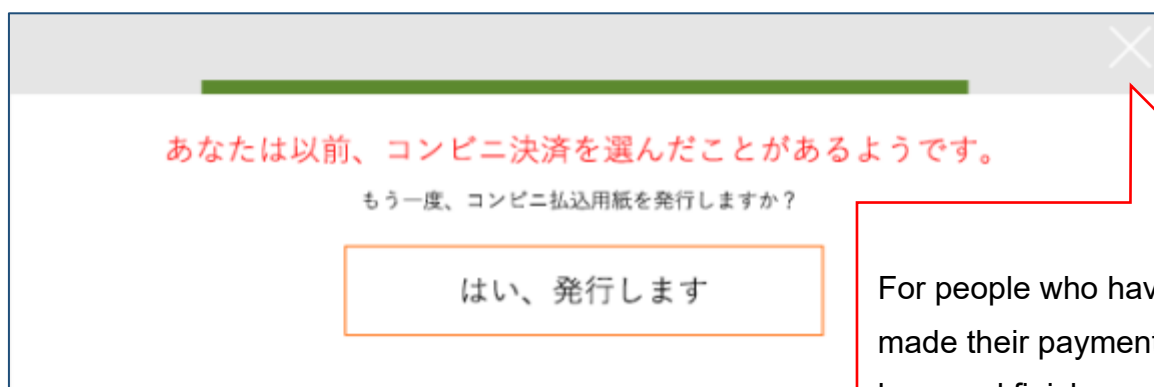 あなたは以前、コンビニ決済を選んだことがあるようです。
もう一度、コンビニ払込用紙を発行しますか？
はい、発行します
For people who
made their